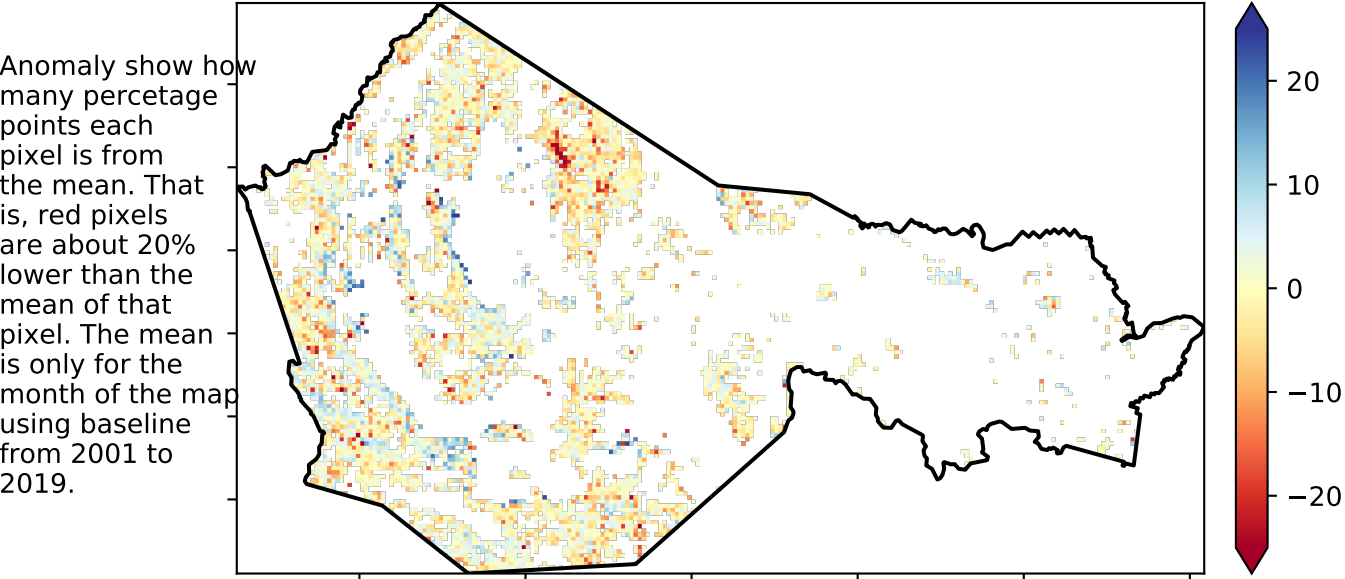 Anomaly show how
many percetage
points each
pixel is from
the mean. That
is, red pixels
are about 20%
lower than the
mean of that
pixel. The mean
is only for the
month of the map
using baseline
from 2001 to
2019.
20
10
0
−10
−20